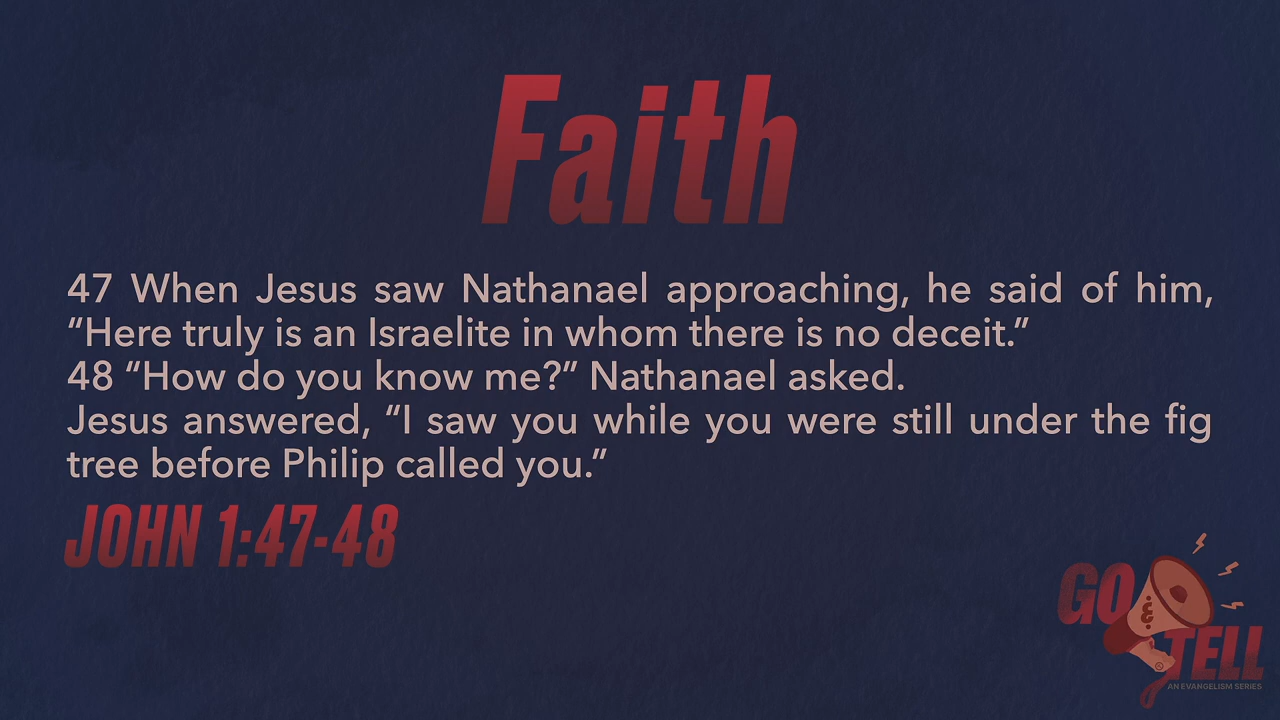 Faith
47 When Jesus saw Nathanael approaching, he said of him,
“Here truly is an Israelite in whom there is no deceit.”
48 “How do you know me?” Nathanael asked.
Jesus answered, “I saw you while you were still under the fig
tree before Philip called you.”
JOHN 1:47-48
GO
&
TELL
AN EVANGELISM SERIES